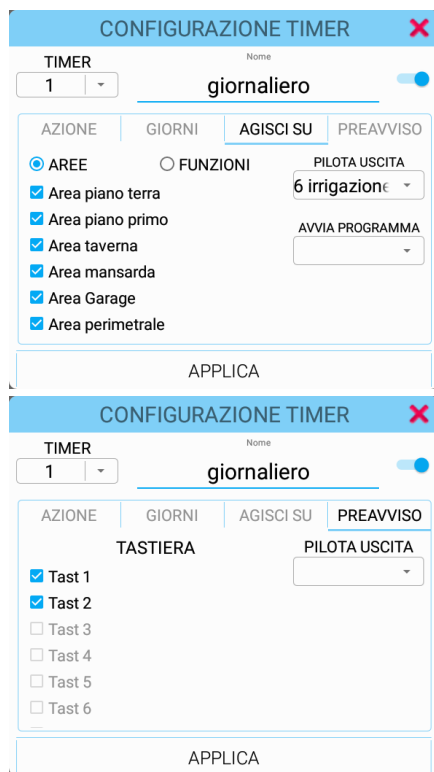 CONFIGURAZIONE TIMER
TIMER
Nome
1
giornaliero
AZIONE GIORNI AGISCI SU PREAVVISO
AREE FUNZIONI PILOTA USCITA
Area piano terra 6 irrigazione
Area piano primo
AVVIA PROGRAMMA
Area taverna
Area mansarda
Area Garage
Area perimetrale
APPLICA
CONFIGURAZIONE TIMER
TIMER
Nome
1
giornaliero
AZIONE GIORNI AGISCI SU PREAVVISO
TASTIERA PILOTA USCITA
Tast 1
Tast 2
Tast 3
Tast 4
Tast 5
Tast 6
APPLICA